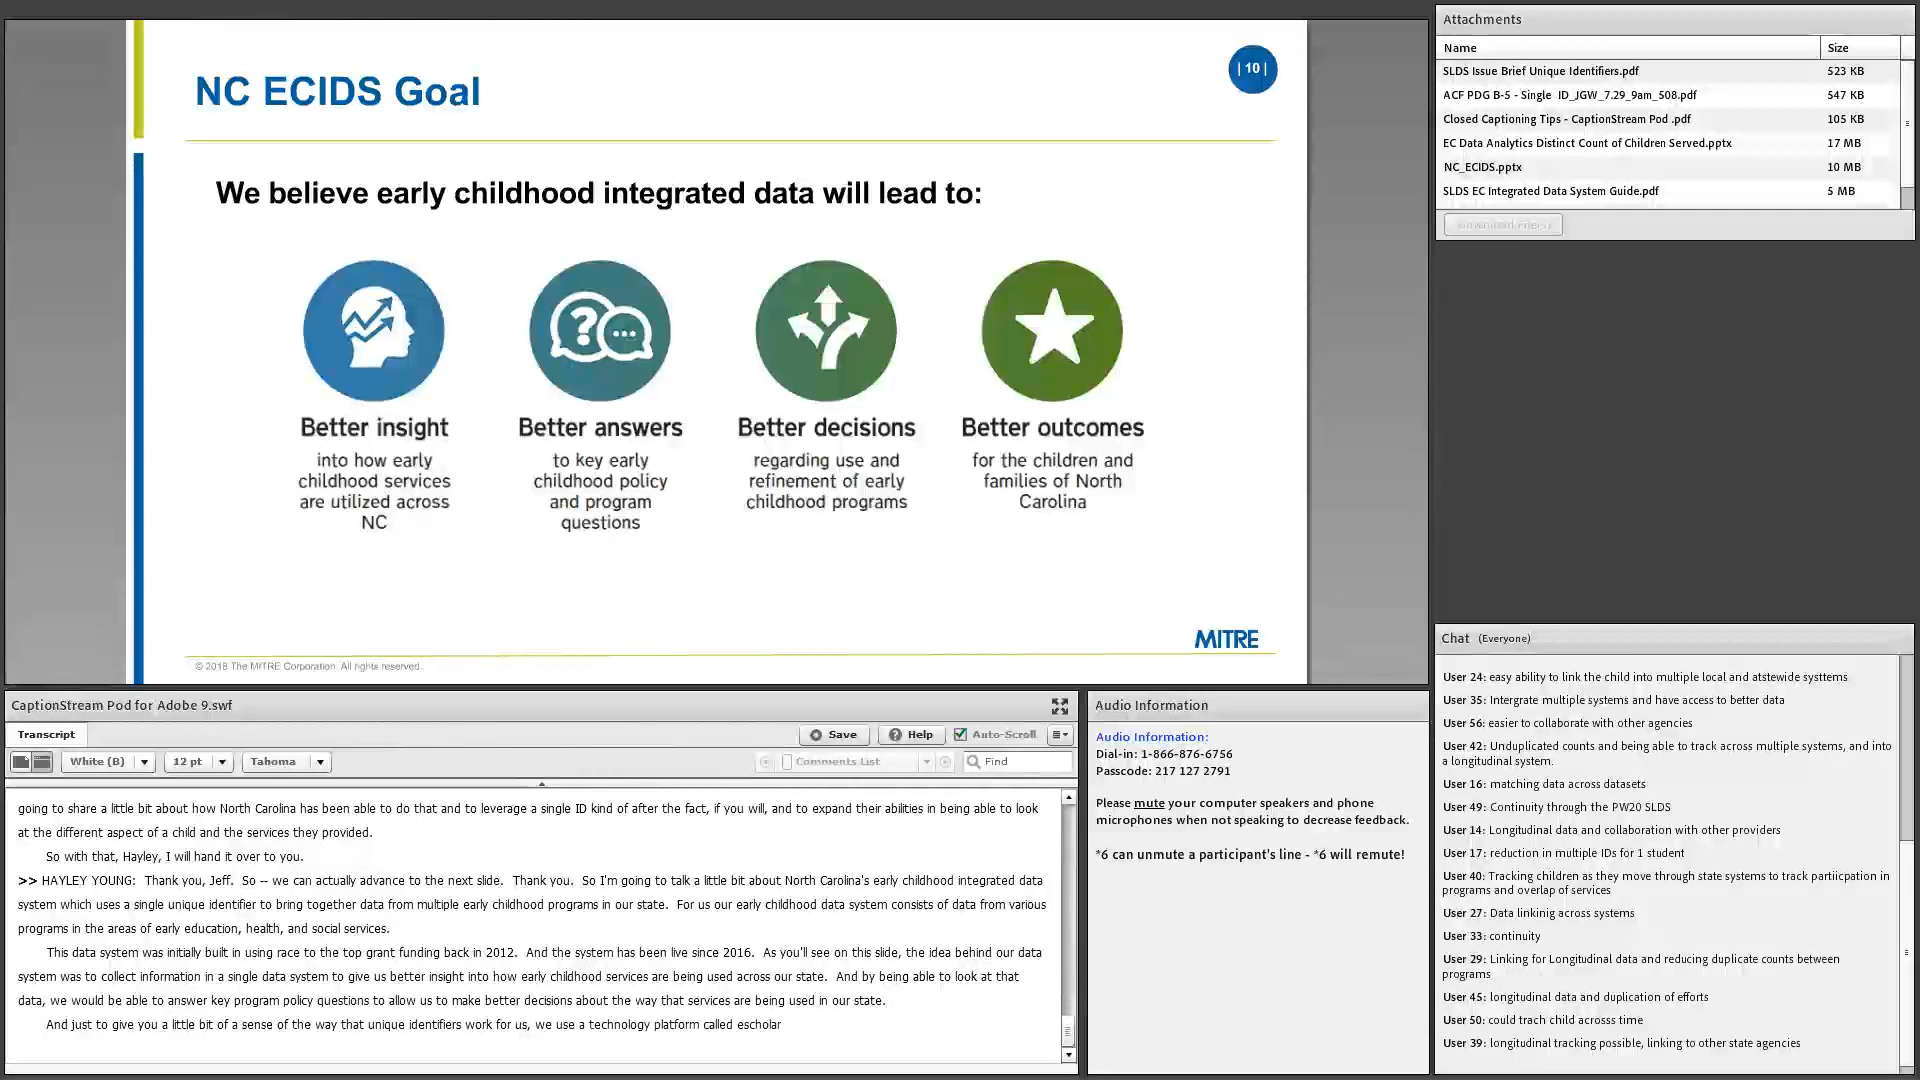 NC ECIDS Goal
| 10 |
We believe early childhood integrated data will lead to:
Better insight
into how early
childhood services
are utilized across
NC
Better answers
to key early
childhood policy
and program
questions
Better decisions
regarding use and
refinement of early
childhood programs
Better outcomes
for the children and
families of North
Carolina
MITRE
© 2018 The MITRE Corporation. All rights reserved.
Attachments
Name Size
SLDS Issue Brief Unique Identifiers.pdf 523 KB
ACF PDG B-5 - Single ID_JGW_7.29_9am_508.pdf 547 KB
Closed Captioning Tips - CaptionStream Pod .pdf 105 KB
EC Data Analytics Distinct Count of Children Served.pptx 17 MB
NC_ECIDS.pptx 10 MB
SLDS EC Integrated Data System Guide.pdf 5 MB
Download File(s)
CaptionStream Pod for Adobe 9.swf
Transcript
Save
Help
Auto-Scroll
White (B)
12 pt
Tahoma
Comments List
Find
going to share a little bit about how North Carolina has been able to do that and to leverage a single ID kind of after the fact, if you will, and to expand their abilities in being able to look
at the different aspect of a child and the services they provided.
So with that, Hayley, I will hand it over to you.
>> HAYLEY YOUNG: Thank you, Jeff. So -- we can actually advance to the next slide. Thank you. So I'm going to talk a little bit about North Carolina's early childhood integrated data
system which uses a single unique identifier to bring together data from multiple early childhood programs in our state. For us our early childhood data system consists of data from various
programs in the areas of early education, health, and social services.
This data system was initially built in using race to the top grant funding back in 2012. And the system has been live since 2016. As you'll see on this slide, the idea behind our data
system was to collect information in a single data system to give us better insight into how early childhood services are being used across our state. And by being able to look at that
data, we would be able to answer key program policy questions to allow us to make better decisions about the way that services are being used in our state.
And just to give you a little bit of a sense of the way that unique identifiers work for us, we use a technology platform called escholar
Audio Information
Audio Information:
Dial-in: 1-866-876-6756
Passcode: 217 127 2791
Please mute your computer speakers and phone
microphones when not speaking to decrease feedback.
*6 can unmute a participant's line - *6 will remute!
Chat (Everyone)
User 24: easy ability to link the child into multiple local and atstewide systtems
User 35: Intergrate multiple systems and have access to better data
User 56: easier to collaborate with other agencies
User 42: Unduplicated counts and being able to track across multiple systems, and into
a longitudinal system.
User 16: matching data across datasets
User 49: Continuity through the PW20 SLDS
User 14: Longitudinal data and collaboration with other providers
User 17: reduction in multiple IDs for 1 student
User 40: Tracking children as they move through state systems to track partiicpation in
programs and overlap of services
User 27: Data linkinig across systems
User 33: continuity
User 29: Linking for Longitudinal data and reducing duplicate counts between
programs
User 45: longitudinal data and duplication of efforts
User 50: could trach child acrosss time
User 39: longitudinal tracking possible, linking to other state agencies